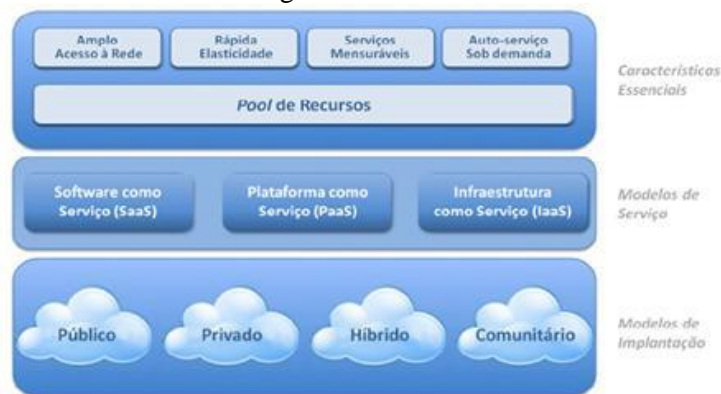 Amplo
Acesso à Rede
Rápida
Elasticidade
Serviços
Mensuráveis
Auto-serviço
Sob demanda
Pool de Recursos
Características
Essenciais
Software como
Serviço (SaaS)
Plataforma como
Serviço (PaaS)
Infraestrutura
como Serviço (IaaS)
Modelos de
Serviço
Público
Privado
Híbrido
Comunitário
Modelos de
Implantação